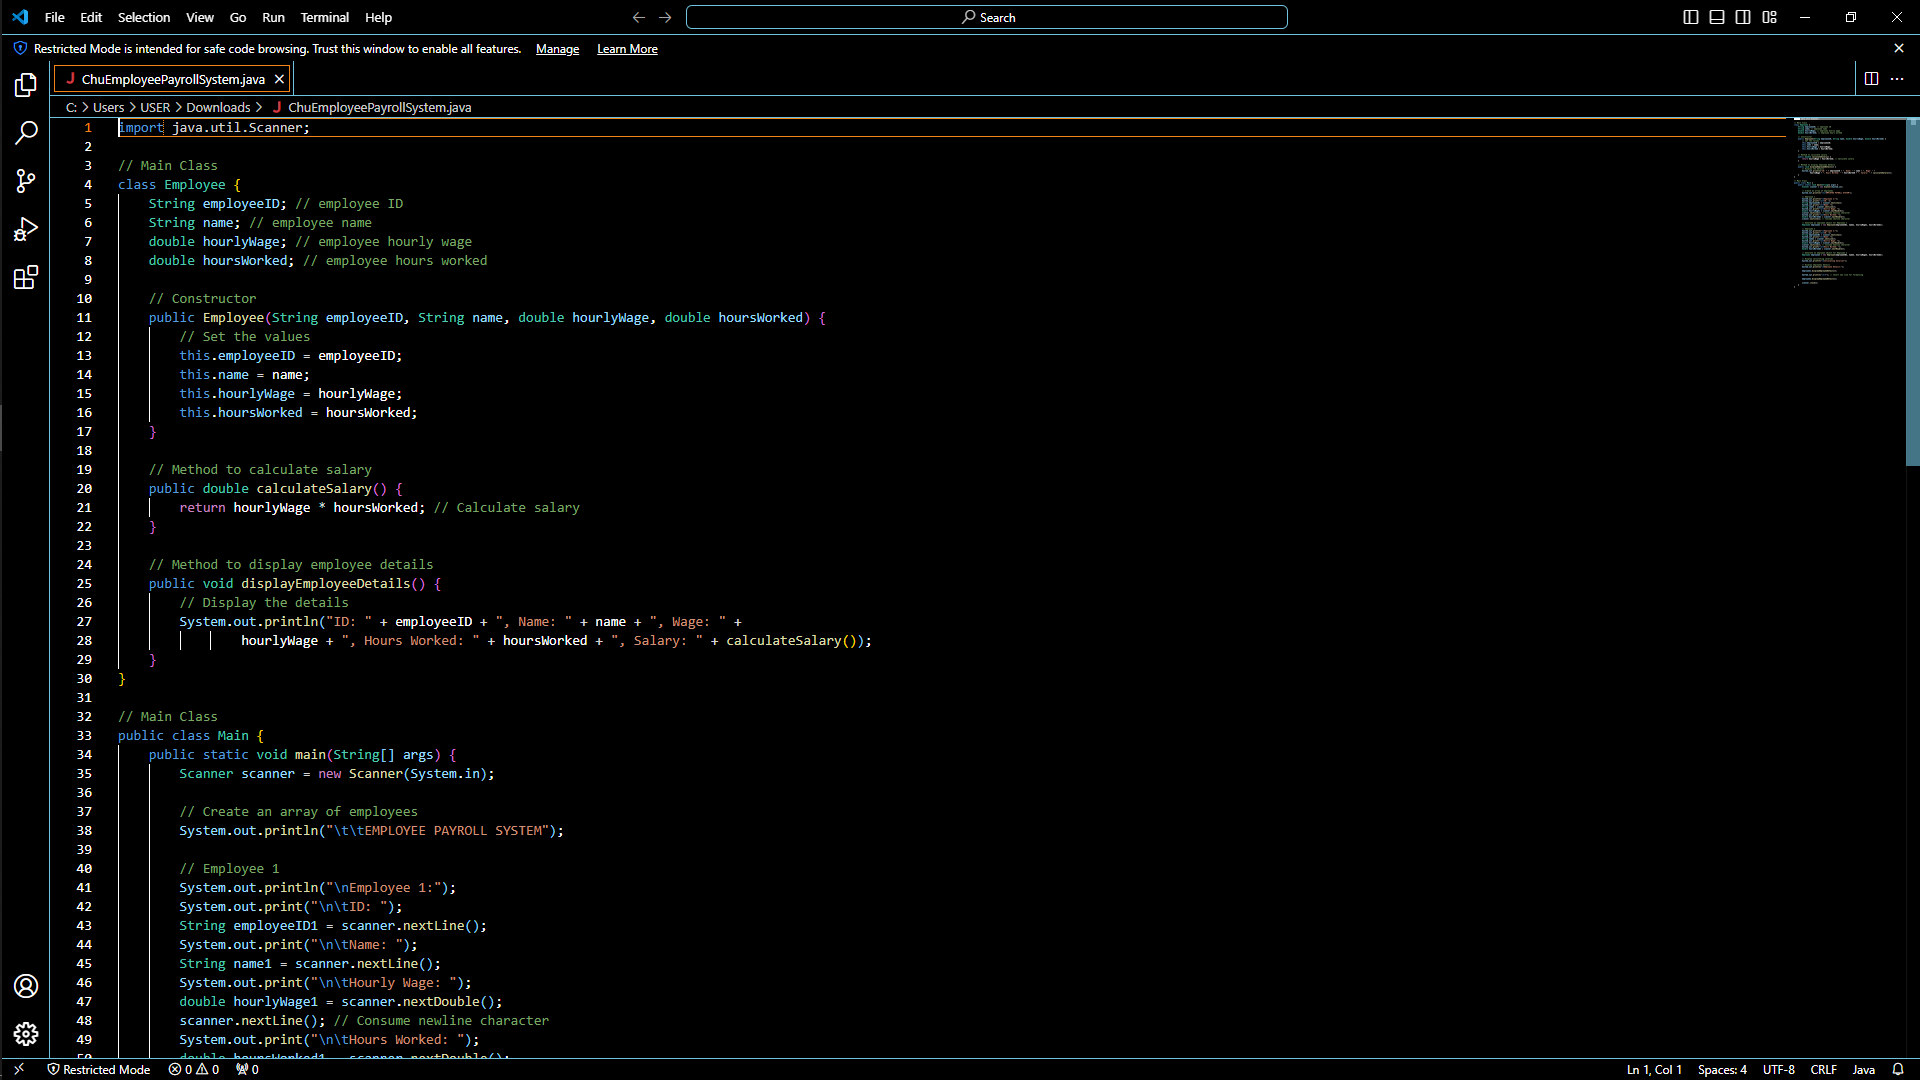 File Edit Selection View Go Run Terminal Help Search
Restricted Mode is intended for safe code browsing. Trust this window to enable all features. Manage Learn More
J ChuEmployeePayrollSystem.java
C: > Users > USER > Downloads > J ChuEmployeePayrollSystem.java
1 import java.util.Scanner;
2
3 // Main Class
4 class Employee {
5 String employeeID; // employee ID
6 String name; // employee name
7 double hourlyWage; // employee hourly wage
8 double hoursWorked; // employee hours worked
9
10 // Constructor
11 public Employee(String employeeID, String name, double hourlyWage, double hoursWorked) {
12 // Set the values
13 this.employeeID = employeeID;
14 this.name = name;
15 this.hourlyWage = hourlyWage;
16 this.hoursWorked = hoursWorked;
17 }
18
19 // Method to calculate salary
20 public double calculateSalary() {
21 return hourlyWage * hoursWorked; // Calculate salary
22 }
23
24 // Method to display employee details
25 public void displayEmployeeDetails() {
26 // Display the details
27 System.out.println("ID: " + employeeID + ", Name: " + name + ", Wage: " +
28 hourlyWage + ", Hours Worked: " + hoursWorked + ", Salary: " + calculateSalary());
29 }
30 }
31
32 // Main Class
33 public class Main {
34 public static void main(String[] args) {
35 Scanner scanner = new Scanner(System.in);
36
37 // Create an array of employees
38 System.out.println("\t\tEMPLOYEE PAYROLL SYSTEM");
39
40 // Employee 1
41 System.out.println("\nEmployee 1:");
42 System.out.print("\n\tID: ");
43 String employeeID1 = scanner.nextLine();
44 System.out.print("\n\tName: ");
45 String name1 = scanner.nextLine();
46 System.out.print("\n\tHourly Wage: ");
47 double hourlyWage1 = scanner.nextDouble();
48 scanner.nextLine(); // Consume newline character
49 System.out.print("\n\tHours Worked: ");
50 double hoursWorked1 = scanner.nextDouble();
Restricted Mode 0 0 0 Ln 1, Col 1 Spaces: 4 UTF-8 CRLF Java